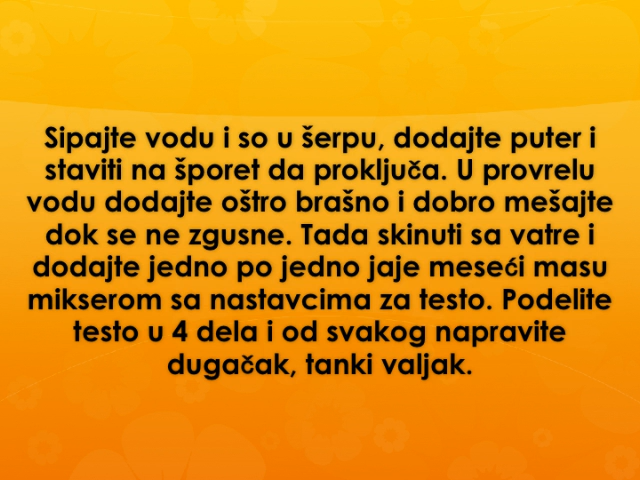 Sipajte vodu i so u šerpu, dodajte puter i
staviti na šporet da proključa. U provrelu
vodu dodajte oštro brašno i dobro mešajte
dok se ne zgusne. Tada skinuti sa vatre i
dodajte jedno po jedno jaje meseći masu
mikserom sa nastavcima za testo. Podelite
testo u 4 dela i od svakog napravite
dugačak, tanki valjak.